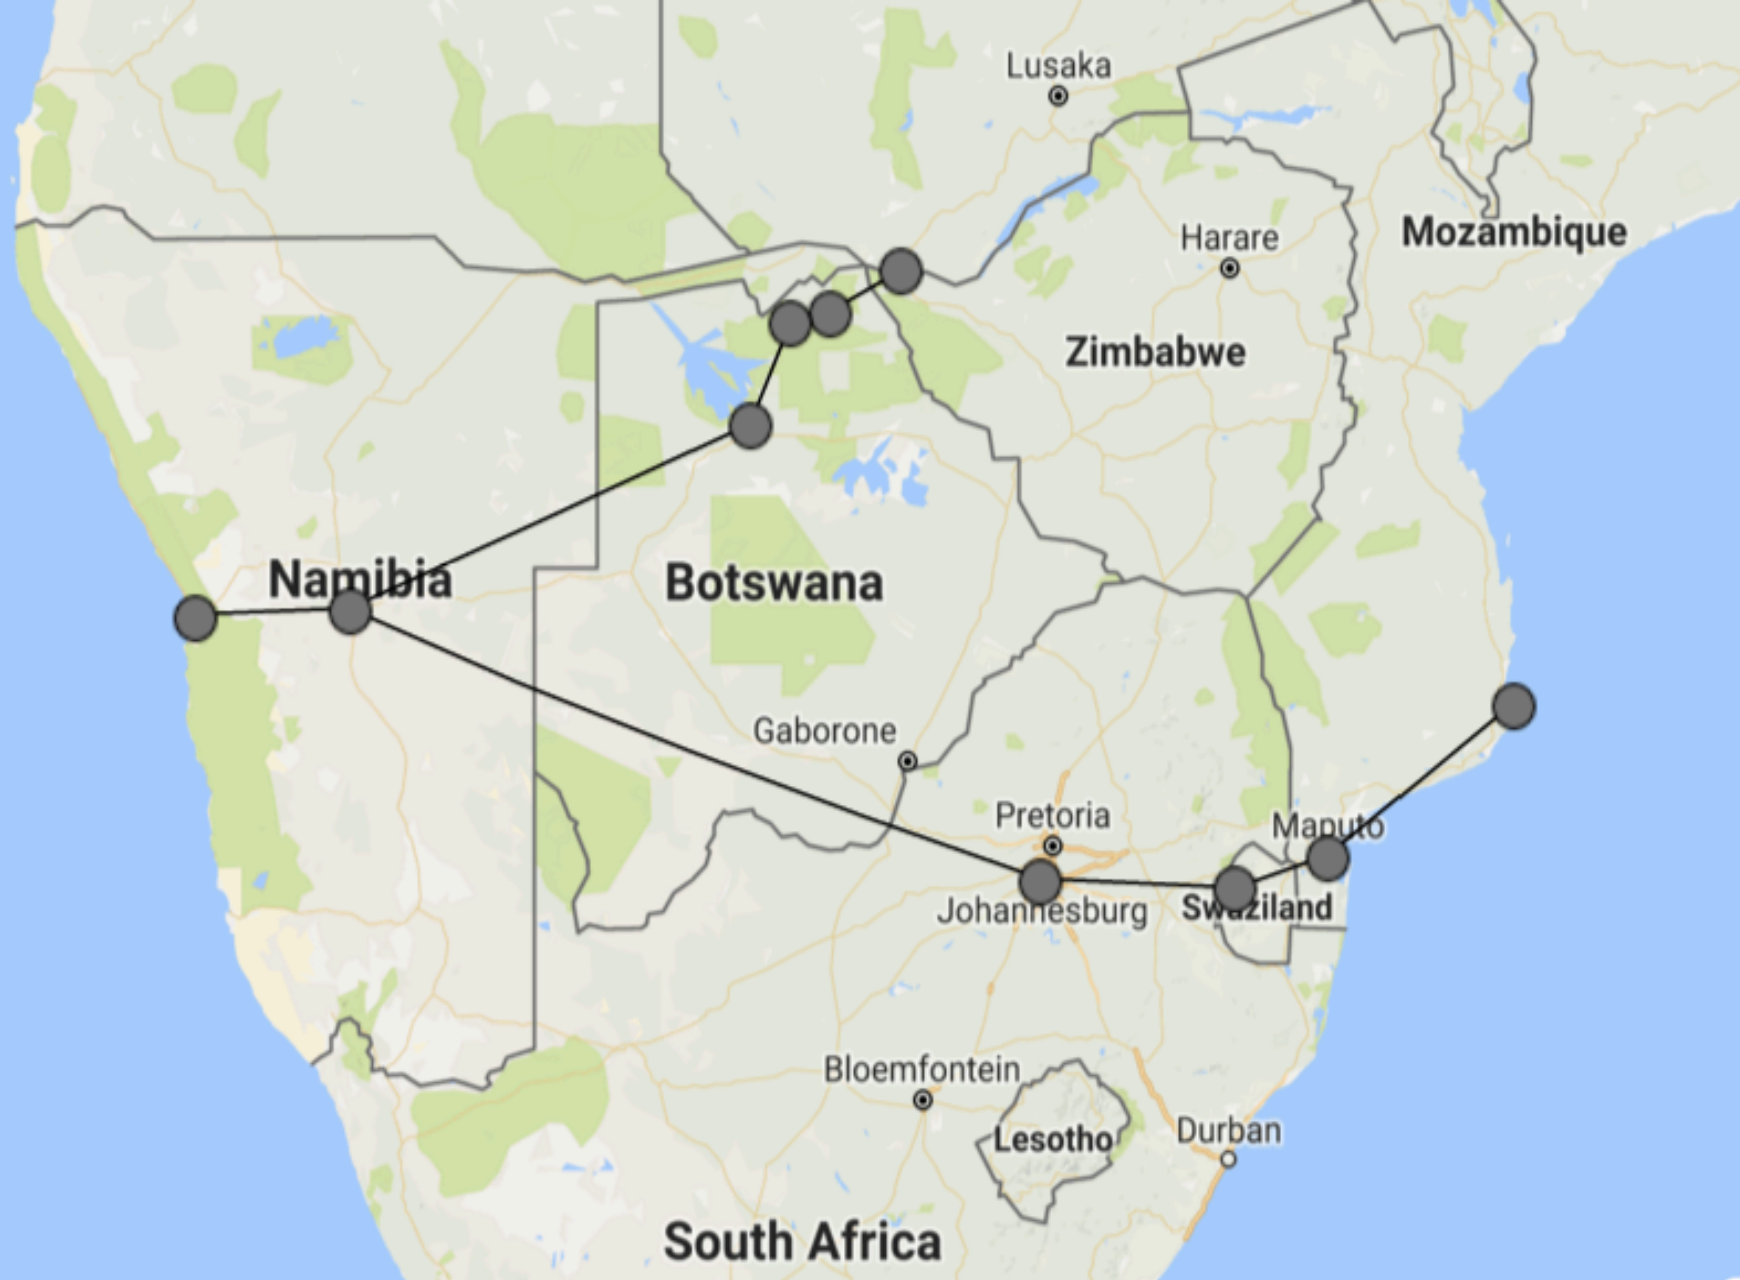 Lusaka
Mozambique
Harare
Zimbabwe
Namibia
Botswana
Gaborone
Pretoria
Maputo
Johannesburg
Swaziland
Bloemfontein
Durban
Lesotho
South Africa